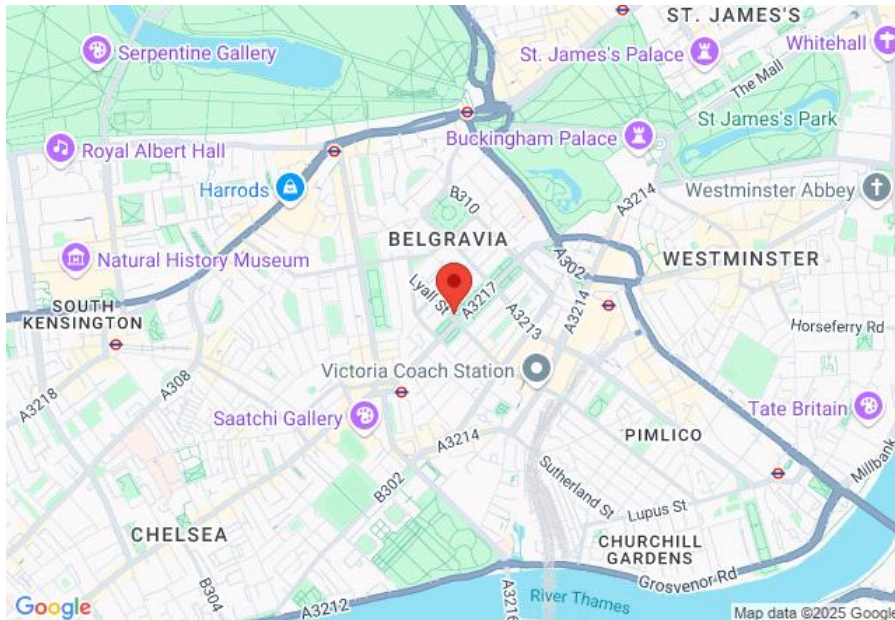 ST. JAMES'S
Serpentine Gallery
St. James's Palace
Whitehall
The Mall
St James's Park
Buckingham Palace
Royal Albert Hall
Harrods
B310
A3214
Westminster Abbey
BELGRAVIA
Natural History Museum
A302
WESTMINSTER
Lyall St
A3217
A3213
A3214
SOUTH
KENSINGTON
Horseferry Rd
A308
Victoria Coach Station
A3218
Saatchi Gallery
Tate Britain
A3214
PIMLICO
B302
Sutherland St
Millbank
Lupus St
CHELSEA
CHURCHILL
GARDENS
B304
Grosvenor Rd
A3212
A3216
River Thames
Google
Map data ©2025 Google